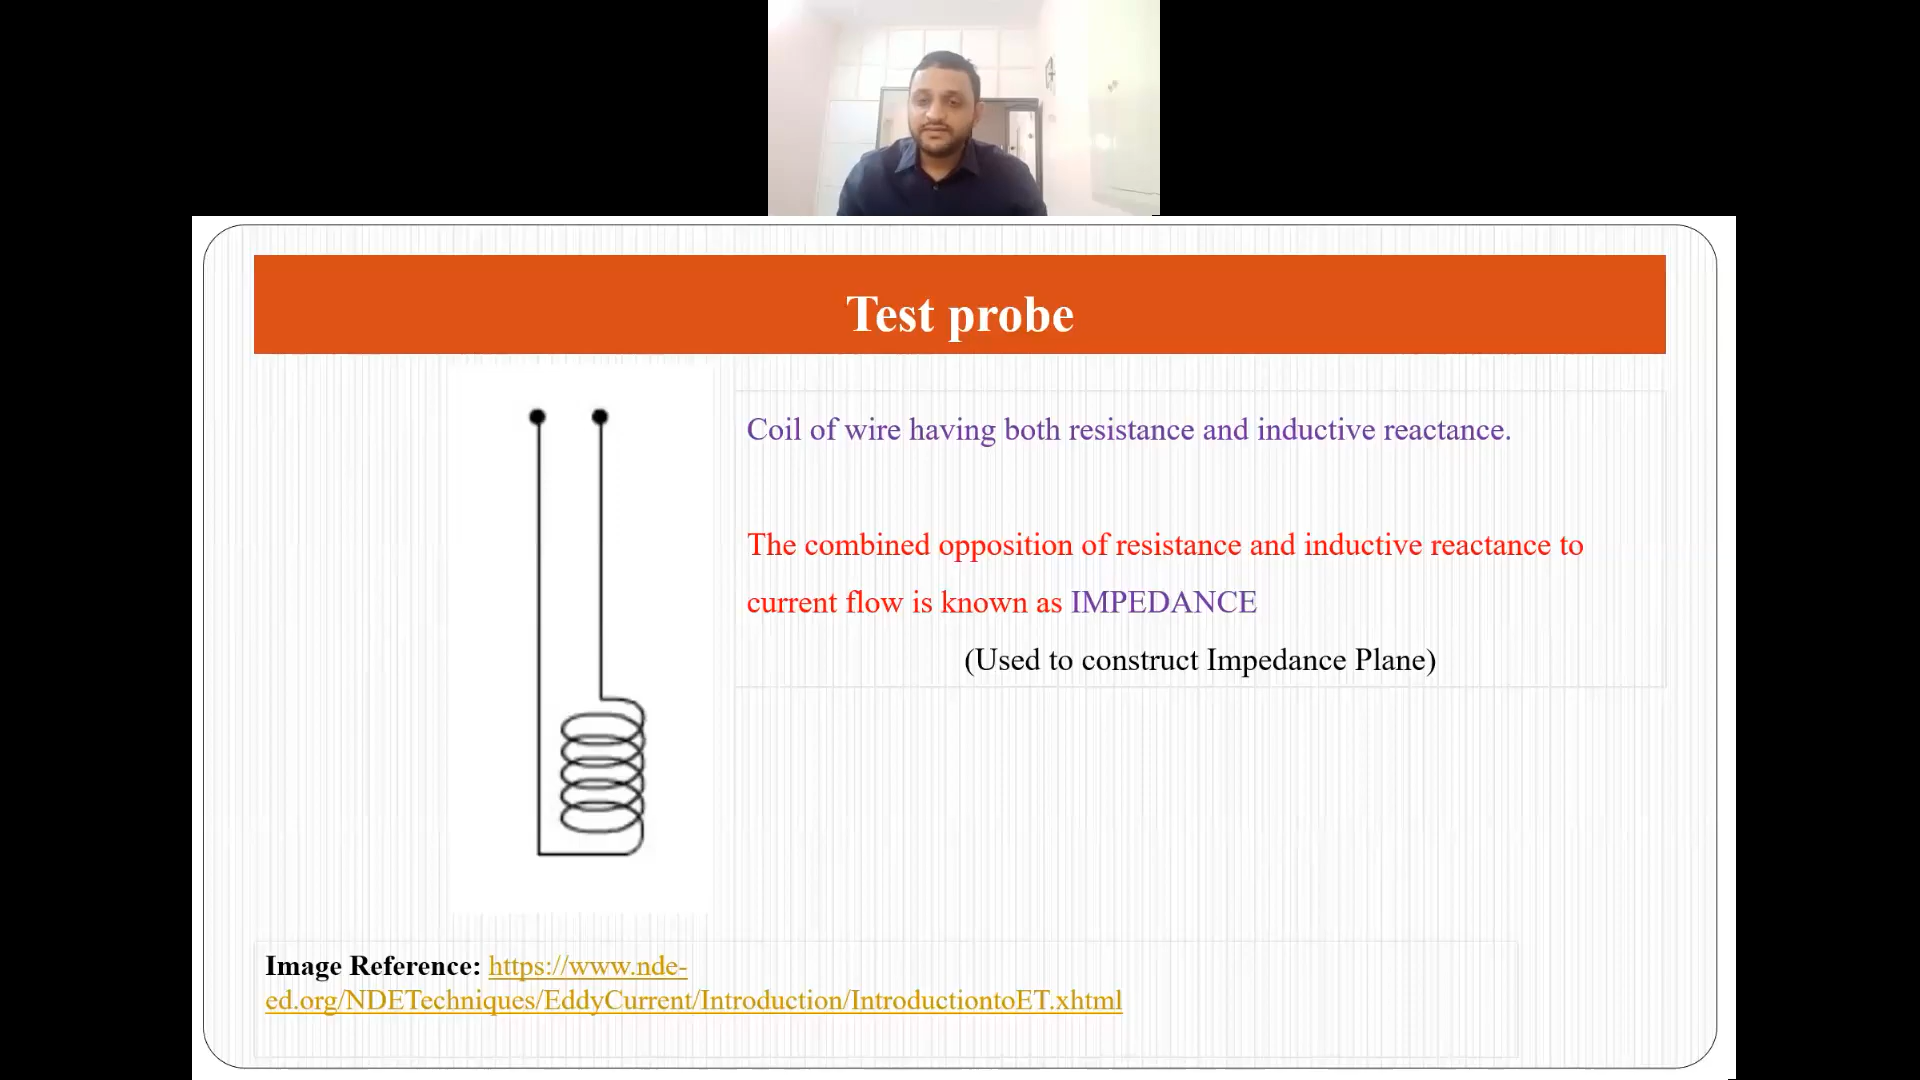 Test probe
Coil of wire having both resistance and inductive reactance.
The combined opposition of resistance and inductive reactance to
current flow is known as IMPEDANCE
(Used to construct Impedance Plane)
Image Reference: https://www.nde-
ed.org/NDETechniques/EddyCurrent/Introduction/IntroductiontoET.xhtml